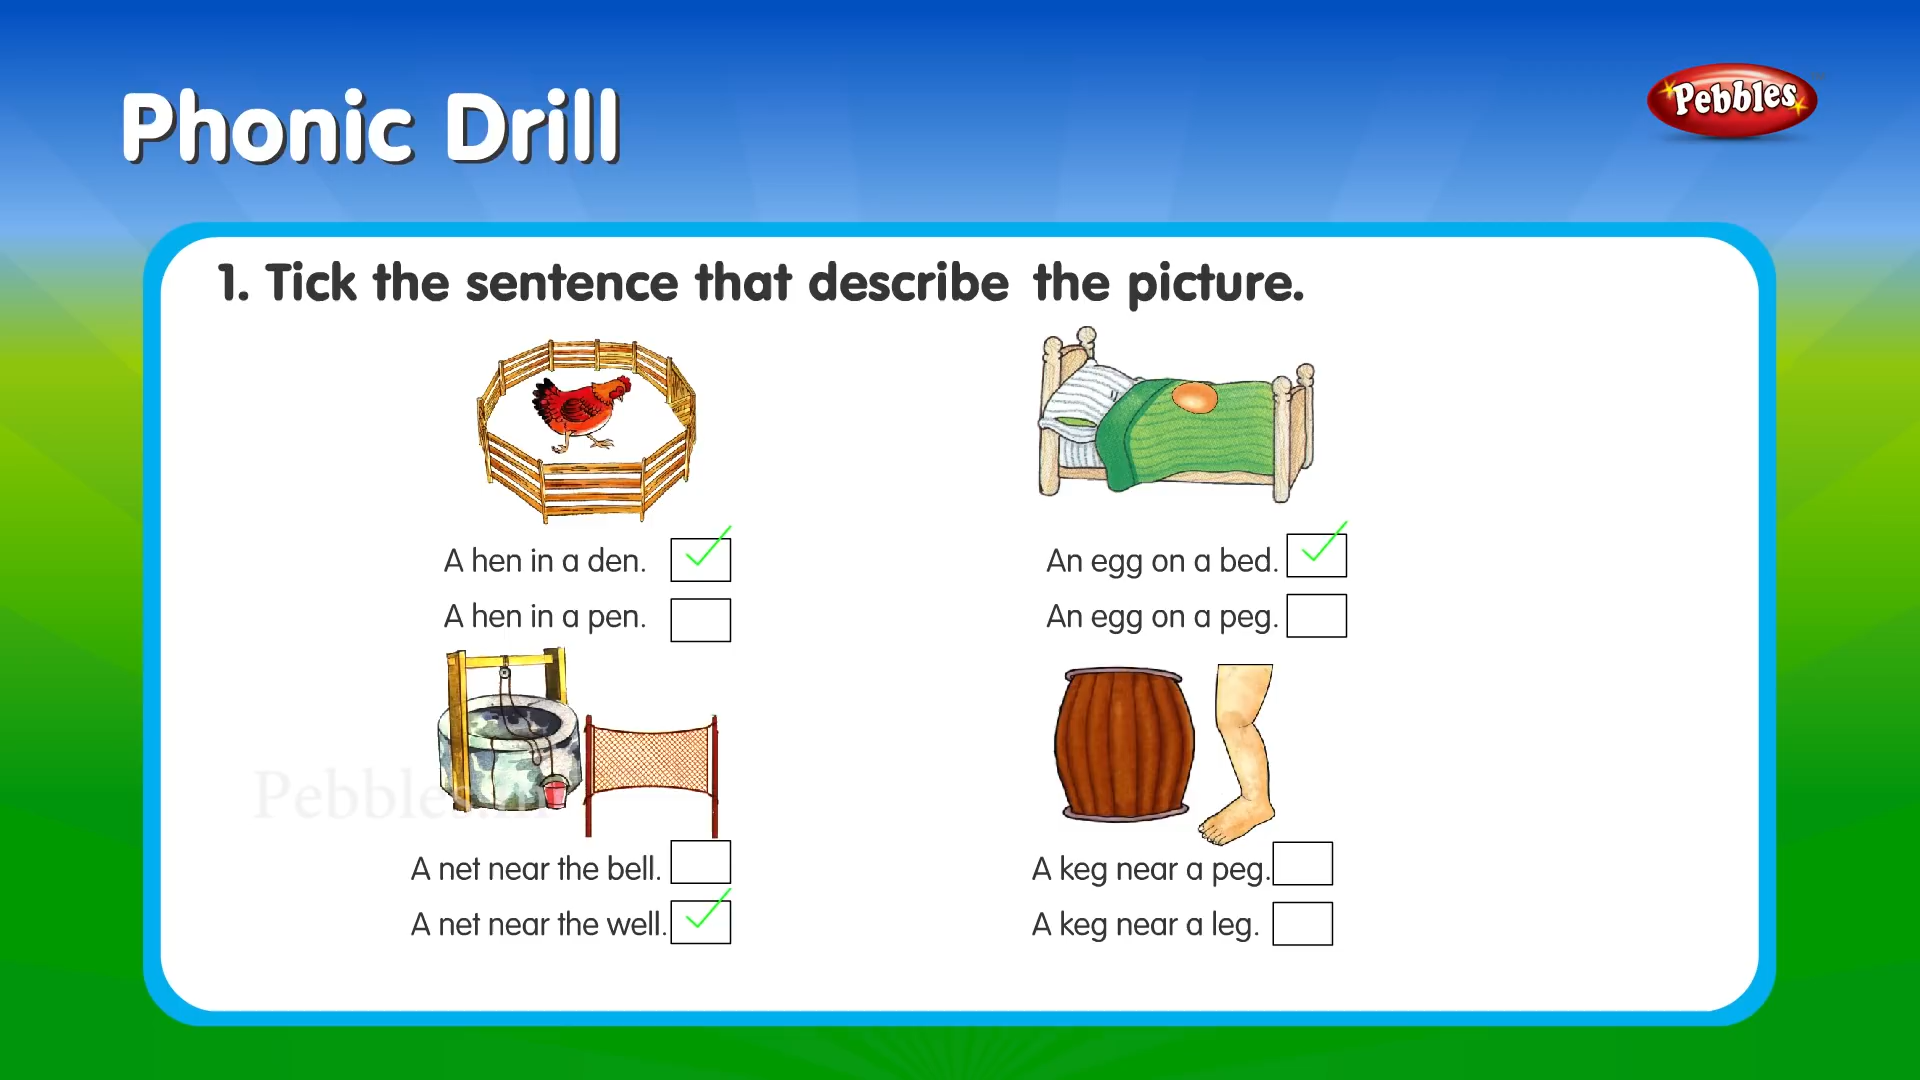 Phonic Drill
Pebbles
1. Tick the sentence that describe the picture.
A hen in a den.
A hen in a pen.
An egg on a bed.
An egg on a peg.
Pebbles.in
A net near the bell.
A net near the well.
A keg near a peg.
A keg near a leg.